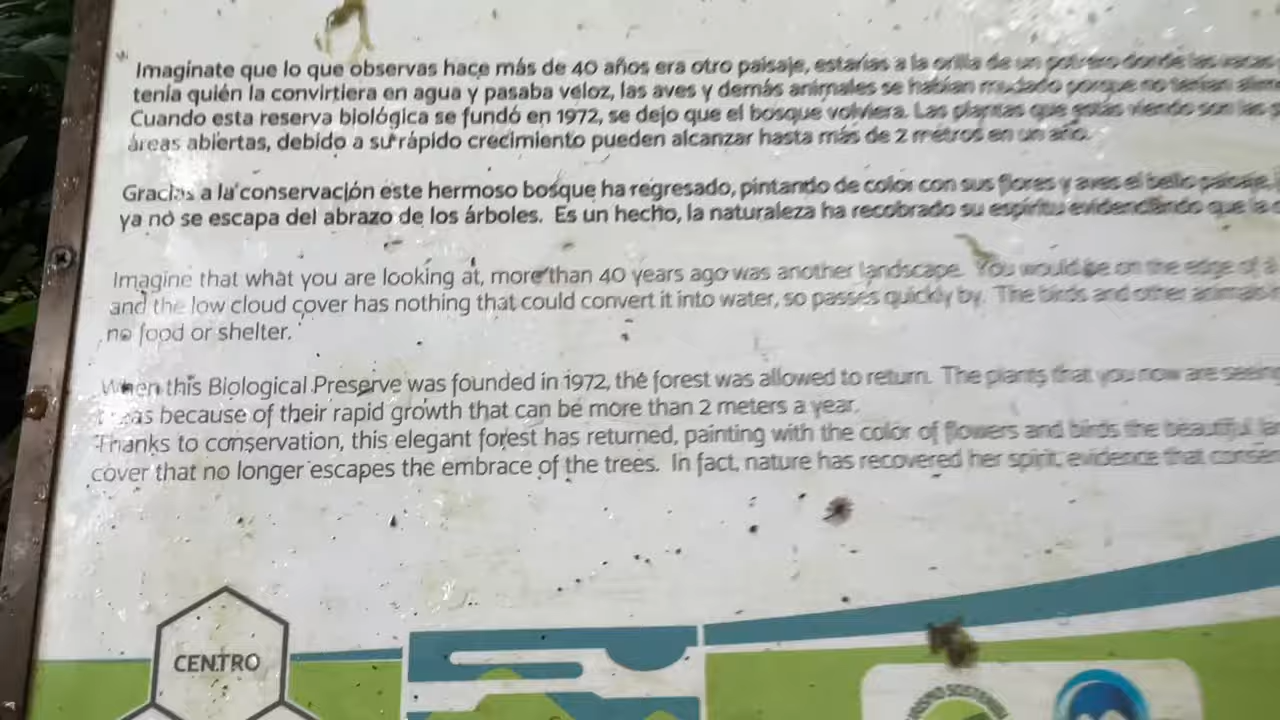 Imagínate que lo que observas hace más de 40 años era otro paisaje, estarías a la orilla de un potrero donde las vacas
tenía quién la convirtiera en agua y pasaba veloz, las aves y demás animales se habían mudado porque no tenían
Cuando esta reserva biológica se fundó en 1972, se dejo que el bosque volviera. Las plantas que estás viendo son las
áreas abiertas, debido a su rápido crecimiento pueden alcanzar hasta más de 2 metros en un año.
Gracias a la conservación este hermoso bosque ha regresado, pintando de color con sus flores y aves el bello paisaje,
ya no se escapa del abrazo de los árboles. Es un hecho, la naturaleza ha recobrado su espíritu evidenciando que la
Imagine that what you are looking at, more than 40 years ago was another landscape. You would be on the edge of a
and the low cloud cover has nothing that could convert it into water, so passes quickly by. The birds and other animals
no food or shelter.
When this Biological Preserve was founded in 1972, the forest was allowed to return. The plants that you now are seeing
because of their rapid growth that can be more than 2 meters a year.
Thanks to conservation, this elegant forest has returned, painting with the color of flowers and birds the beautiful
cover that no longer escapes the embrace of the trees. In fact, nature has recovered her spirit, evidence that
CENTRO